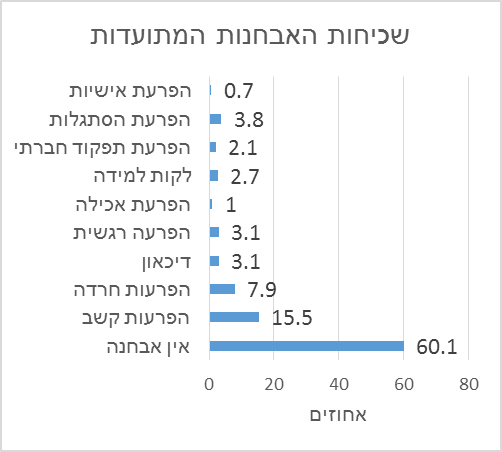 שכיחות האבחנות המתועדות
הפרעת אישיות 0.7
הפרעת הסתגלות 3.8
הפרעת תפקוד חברתי 2.1
לקות למידה 2.7
הפרעת אכילה 1
הפרעה רגשית 3.1
דיכאון 3.1
הפרעות חרדה 7.9
הפרעות קשב 15.5
אין אבחנה 60.1
0 20 40 60 80
אחוזים